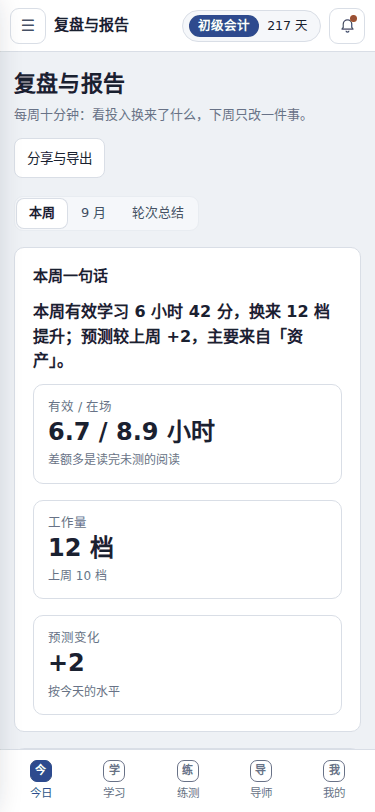 ☰ 复盘与报告 初级会计 217 天
复盘与报告
每周十分钟：看投入换来了什么，下周只改一件事。
分享与导出
本周 9 月 轮次总结
本周一句话
本周有效学习 6 小时 42 分，换来 12 档
提升；预测较上周 +2，主要来自「资
产」。
有效 / 在场
6.7 / 8.9 小时
差额多是读完未测的阅读
工作量
12 档
上周 10 档
预测变化
+2
按今天的水平
今 学 练 导 我
今日 学习 练测 导师 我的